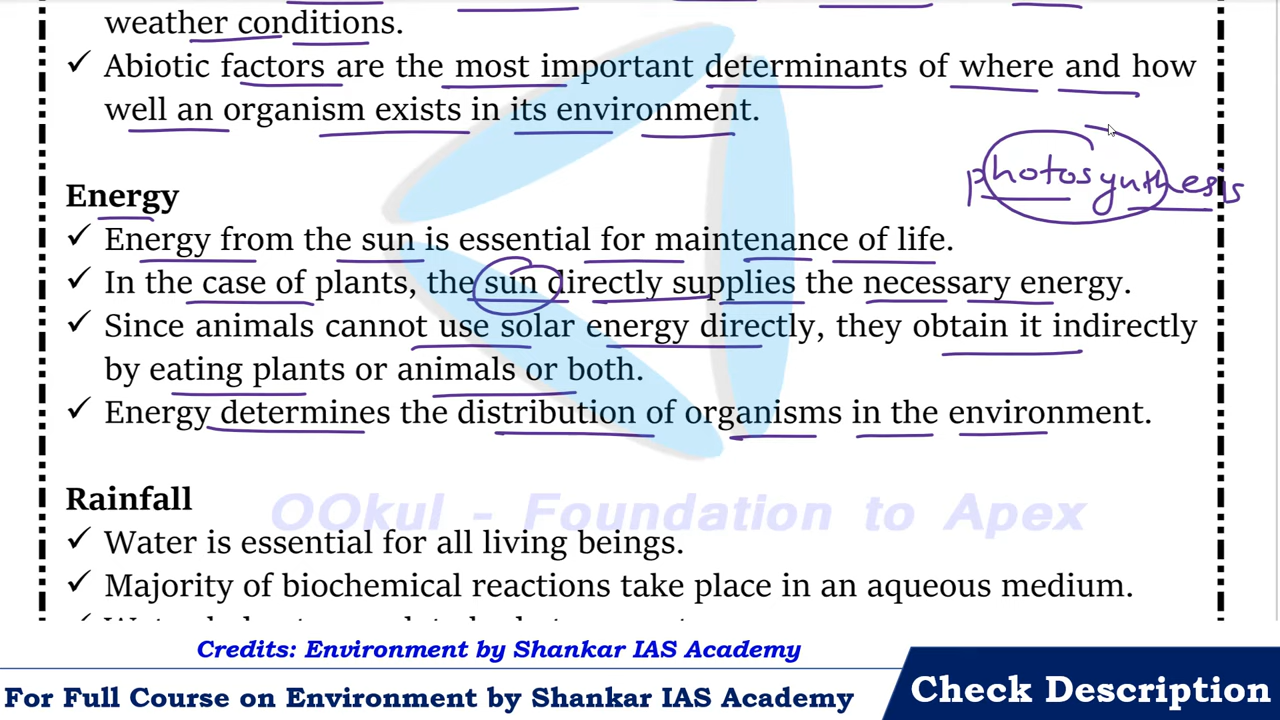 weather conditions.
✓ Abiotic factors are the most important determinants of where and how
well an organism exists in its environment.
photosynthesis
Energy
✓ Energy from the sun is essential for maintenance of life.
✓ In the case of plants, the sun directly supplies the necessary energy.
✓ Since animals cannot use solar energy directly, they obtain it indirectly
by eating plants or animals or both.
✓ Energy determines the distribution of organisms in the environment.
Rainfall
OOkul - Foundation to Apex
✓ Water is essential for all living beings.
✓ Majority of biochemical reactions take place in an aqueous medium.
Credits: Environment by Shankar IAS Academy
For Full Course on Environment by Shankar IAS Academy
Check Description